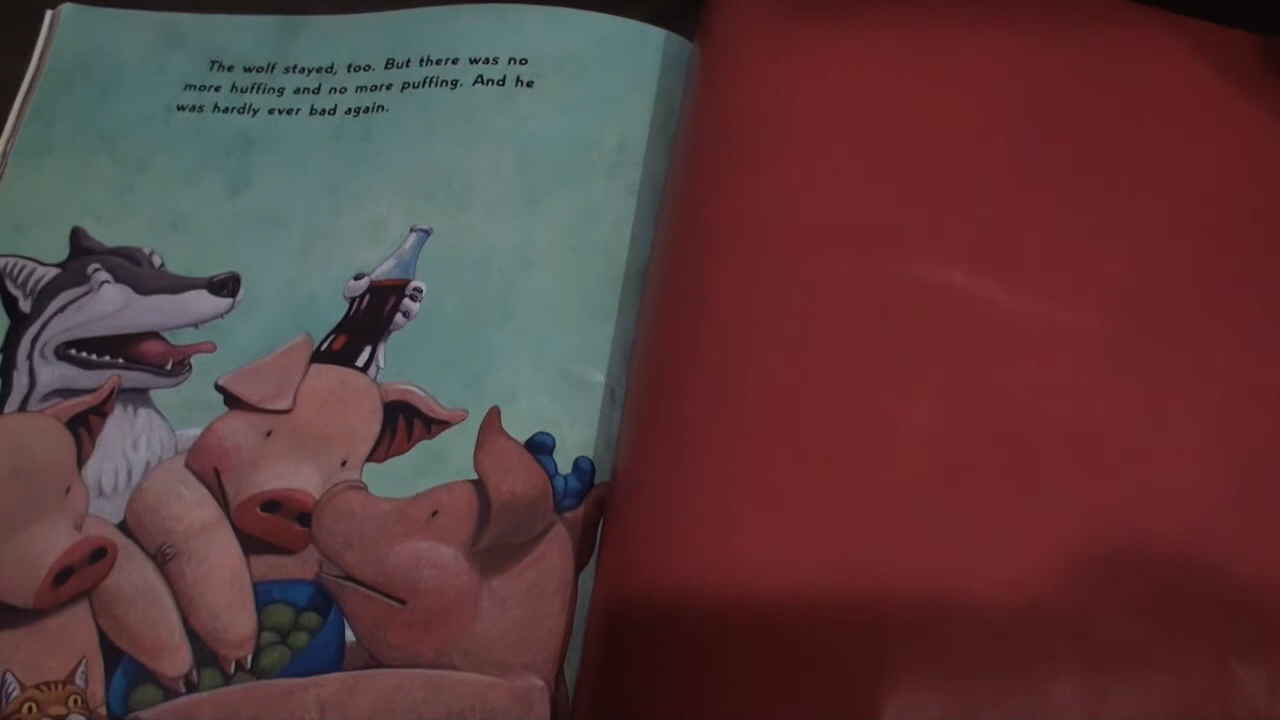 The wolf stayed, too. But there was no
more huffing and no more puffing. And he
was hardly ever bad again.